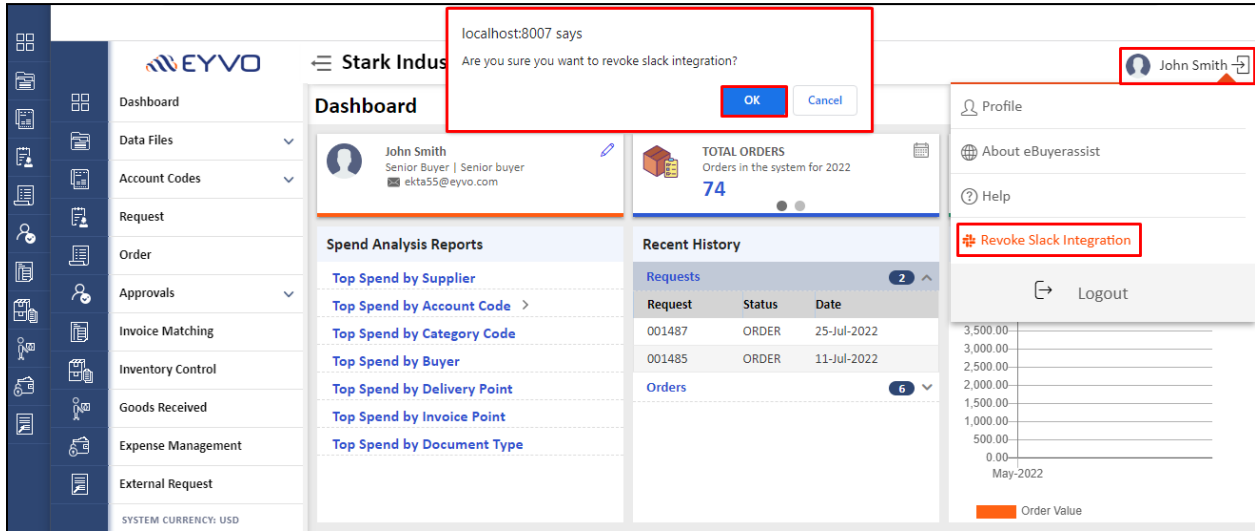 localhost:8007 says
Are you sure you want to revoke slack integration?
OK
Cancel
EYVO
Stark Indus
John Smith
Dashboard
Data Files
Account Codes
Request
Order
Approvals
Invoice Matching
Inventory Control
Goods Received
Expense Management
External Request
SYSTEM CURRENCY: USD
Dashboard
John Smith
Senior Buyer | Senior buyer
ekta55@eyvo.com
TOTAL ORDERS
Orders in the system for 2022
74
Profile
About eBuyerassist
Help
Revoke Slack Integration
Logout
Spend Analysis Reports
Top Spend by Supplier
Top Spend by Account Code >
Top Spend by Category Code
Top Spend by Buyer
Top Spend by Delivery Point
Top Spend by Invoice Point
Top Spend by Document Type
Recent History
Requests 2
Request Status Date
001487 ORDER 25-Jul-2022
001485 ORDER 11-Jul-2022
Orders 6
3,500.00
3,000.00
2,500.00
2,000.00
1,500.00
1,000.00
500.00
0.00
May-2022
Order Value